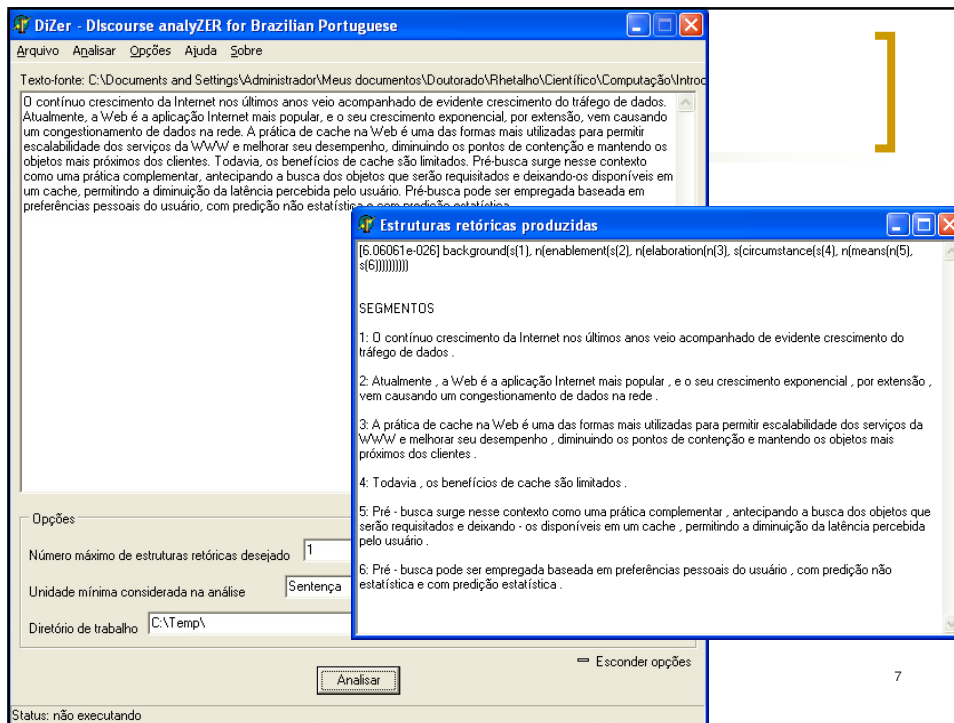 DiZer - DIscourse analyZER for Brazilian Portuguese
Arquivo Analisar Opções Ajuda Sobre
Texto-fonte: C:\Documents and Settings\Administrador\Meus documentos\Doutorado\Rhetalho\Científico\Computação\Introd
O contínuo crescimento da Internet nos últimos anos veio acompanhado de evidente crescimento do tráfego de dados.
Atualmente, a Web é a aplicação Internet mais popular, e o seu crescimento exponencial, por extensão, vem causando
um congestionamento de dados na rede. A prática de cache na Web é uma das formas mais utilizadas para permitir
escalabilidade dos serviços da WWW e melhorar seu desempenho, diminuindo os pontos de contenção e mantendo os
objetos mais próximos dos clientes. Todavia, os benefícios de cache são limitados. Pré-busca surge nesse contexto
como uma prática complementar, antecipando a busca dos objetos que serão requisitados e deixando-os disponíveis em
um cache, permitindo a diminuição da latência percebida pelo usuário. Pré-busca pode ser empregada baseada em
preferências pessoais do usuário, com predição não estatística e com predição estatística.
Estruturas retóricas produzidas
[6.06061e-026] background(s(1), n(enablement(s(2), n(elaboration(n(3), s(circumstance(s(4), n(means(n(5),
s(6))))))))))
SEGMENTOS
1: O contínuo crescimento da Internet nos últimos anos veio acompanhado de evidente crescimento do
tráfego de dados .
2: Atualmente , a Web é a aplicação Internet mais popular , e o seu crescimento exponencial , por extensão ,
vem causando um congestionamento de dados na rede .
3: A prática de cache na Web é uma das formas mais utilizadas para permitir escalabilidade dos serviços da
WWW e melhorar seu desempenho , diminuindo os pontos de contenção e mantendo os objetos mais
próximos dos clientes .
4: Todavia , os benefícios de cache são limitados .
5: Pré - busca surge nesse contexto como uma prática complementar , antecipando a busca dos objetos que
serão requisitados e deixando - os disponíveis em um cache , permitindo a diminuição da latência percebida
pelo usuário .
6: Pré - busca pode ser empregada baseada em preferências pessoais do usuário , com predição não
estatística e com predição estatística .
Opções
Número máximo de estruturas retóricas desejado 1
Unidade mínima considerada na análise Sentença
Diretório de trabalho C:\Temp\
Esconder opções
Analisar
Status: não executando
7